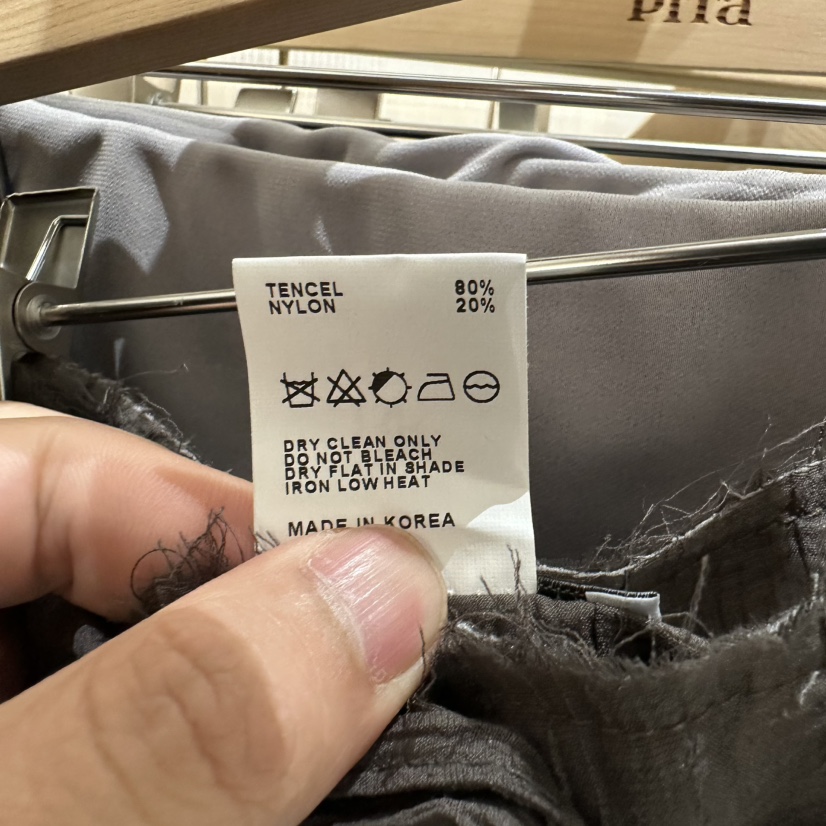 TENCEL 80%
NYLON 20%
DRY CLEAN ONLY
DO NOT BLEACH
DRY FLAT IN SHADE
IRON LOW HEAT
MADE IN KOREA